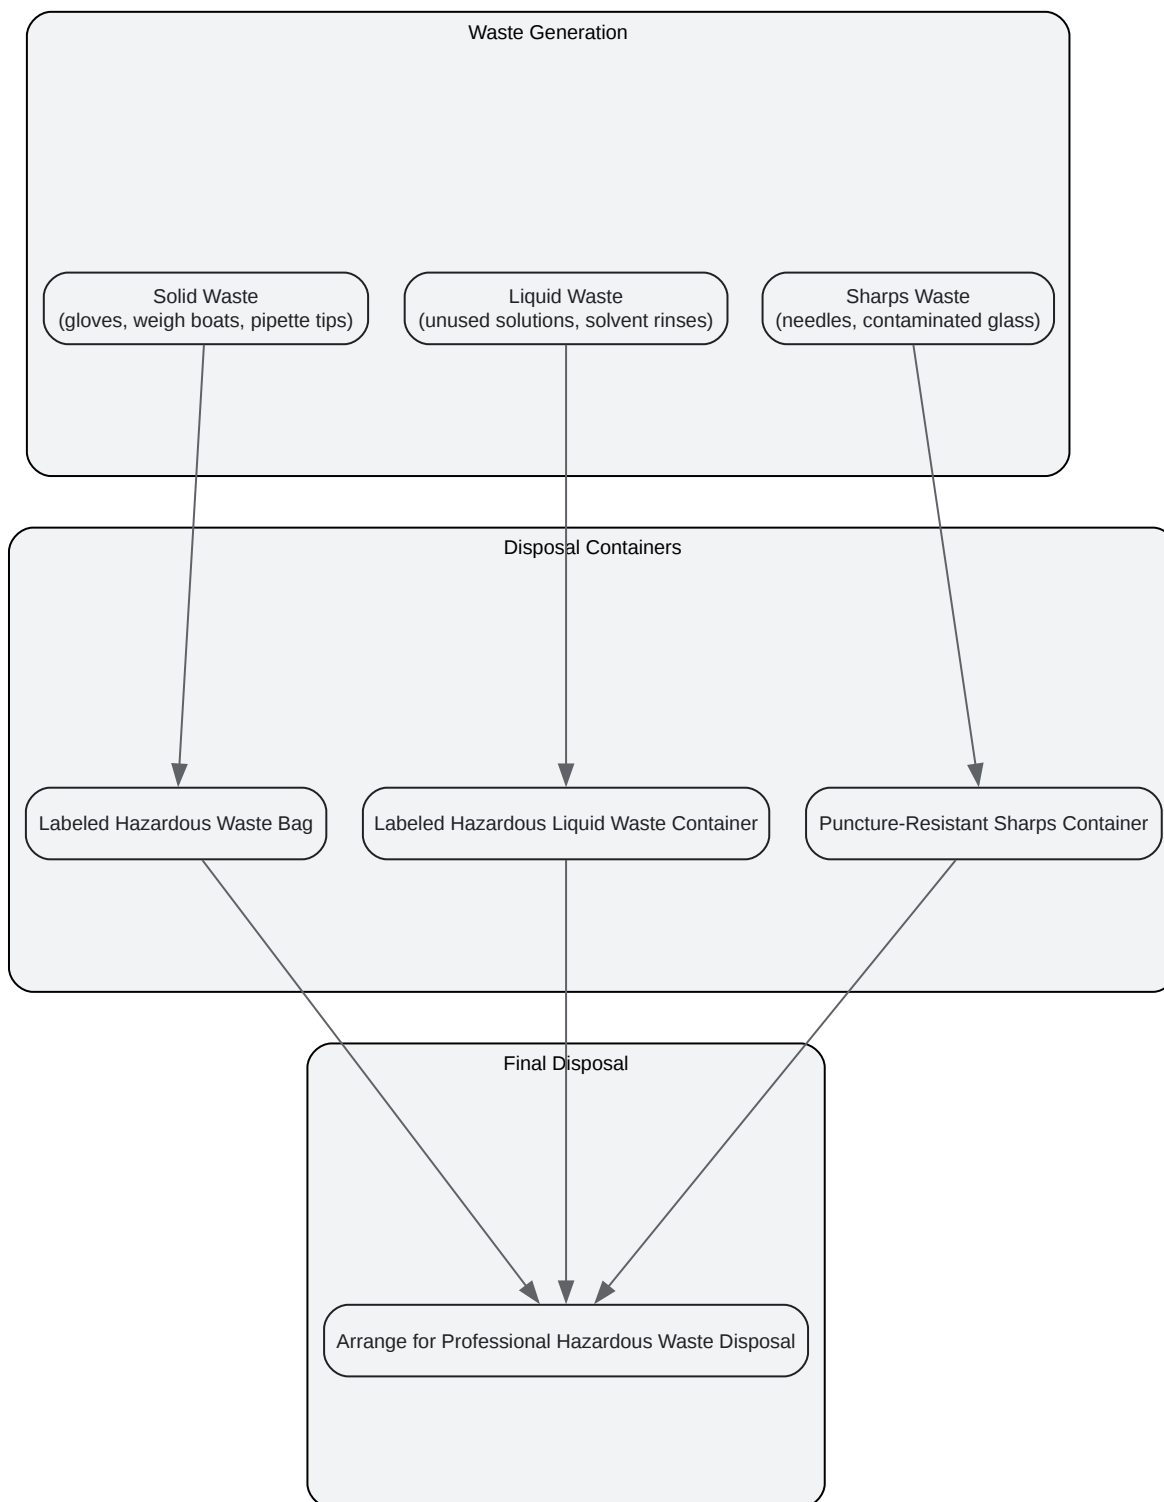 Waste Generation
Solid Waste
(gloves, weigh boats, pipette tips)
Liquid Waste
(unused solutions, solvent rinses)
Sharps Waste
(needles, contaminated glass)
Disposal Containers
Labeled Hazardous Waste Bag
Labeled Hazardous Liquid Waste Container
Puncture-Resistant Sharps Container
Final Disposal
Arrange for Professional Hazardous Waste Disposal